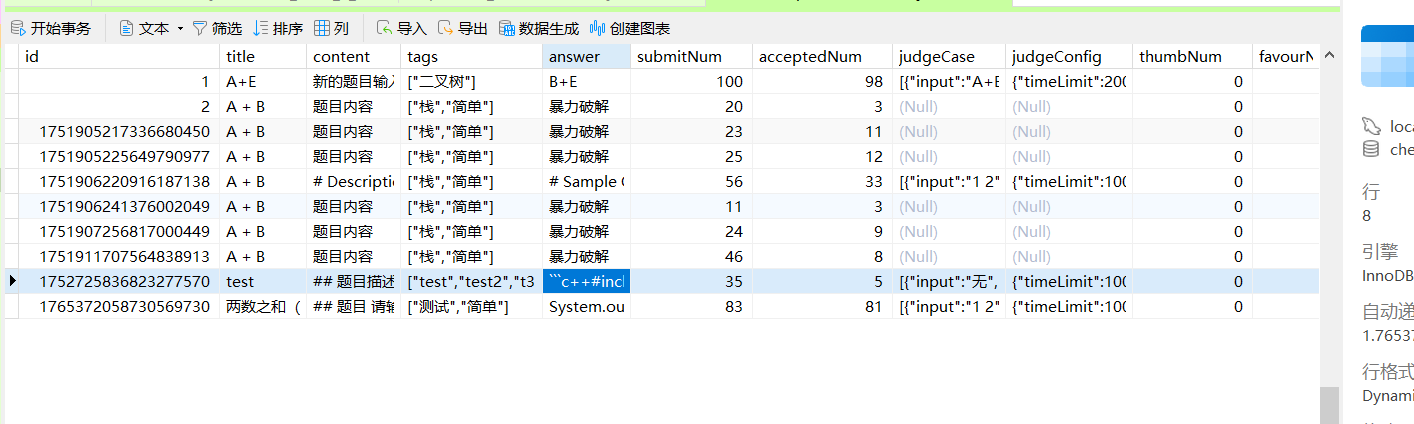 开始事务 文本 筛选 排序 列 导入 导出 数据生成 创建图表
id title content tags answer submitNum acceptedNum judgeCase judgeConfig thumbNum favourN
1 A+E 新的题目输入 ["二叉树"] B+E 100 98 [{"input":"A+E {"timeLimit":200 0
2 A + B 题目内容 ["栈","简单"] 暴力破解 20 3 (Null) (Null) 0
1751905217336680450 A + B 题目内容 ["栈","简单"] 暴力破解 23 11 (Null) (Null) 0
1751905225649790977 A + B 题目内容 ["栈","简单"] 暴力破解 25 12 (Null) (Null) 0
1751906220916187138 A + B # Descriptio ["栈","简单"] # Sample C 56 33 [{"input":"1 2" {"timeLimit":100 0
1751906241376002049 A + B 题目内容 ["栈","简单"] 暴力破解 11 3 (Null) (Null) 0
1751907256817000449 A + B 题目内容 ["栈","简单"] 暴力破解 24 9 (Null) (Null) 0
1751911707564838913 A + B 题目内容 ["栈","简单"] 暴力破解 46 8 (Null) (Null) 0
1752725836823277570 test ## 题目描述 ["test","test2","t3 ```c++#incl 35 5 [{"input":"无", {"timeLimit":100 0
1765372058730569730 两数之和（ ## 题目 请输 ["测试","简单"] System.ou 83 81 [{"input":"1 2" {"timeLimit":100 0
loca
che
行
8
引擎
InnoDB
自动递
1.76537
行格式
Dynami